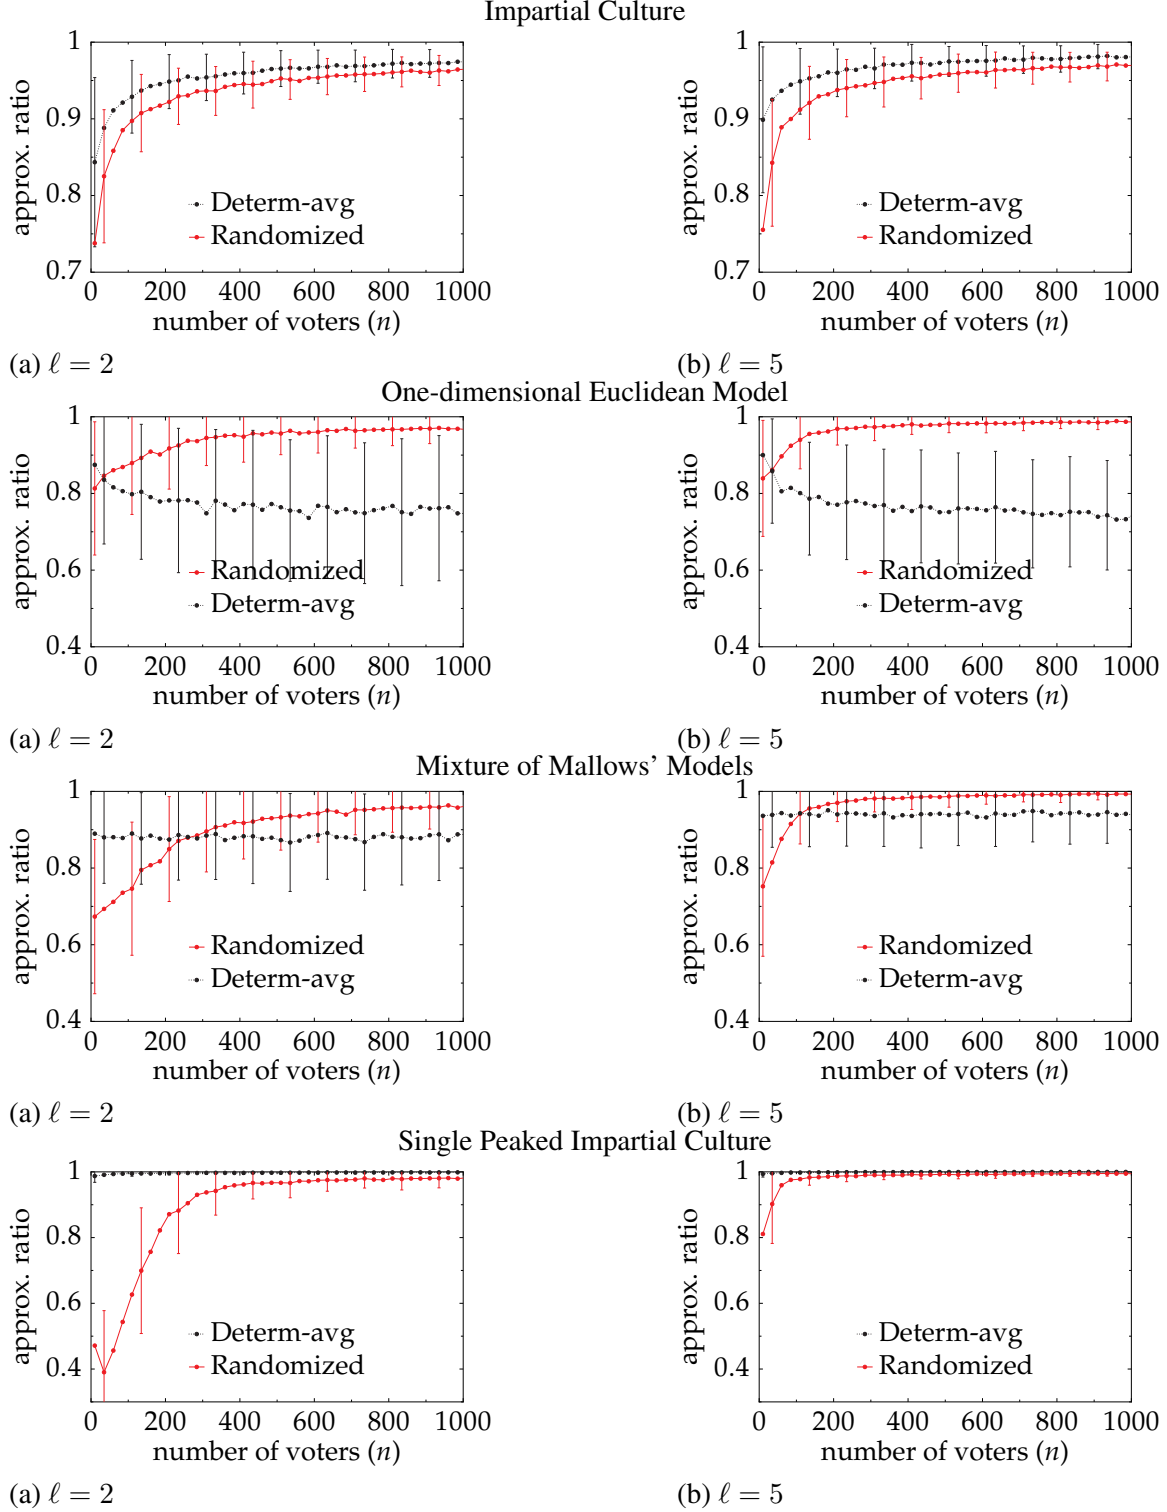 Impartial Culture
1
0.9
0.8
0.7
approx. ratio
Determ-avg
Randomized
0 200 400 600 800 1000
number of voters (n)
(a) ℓ = 2
1
0.9
0.8
0.7
approx. ratio
Determ-avg
Randomized
0 200 400 600 800 1000
number of voters (n)
(b) ℓ = 5
One-dimensional Euclidean Model
1
0.8
0.6
0.4
approx. ratio
Randomized
Determ-avg
0 200 400 600 800 1000
number of voters (n)
(a) ℓ = 2
1
0.8
0.6
0.4
approx. ratio
Randomized
Determ-avg
0 200 400 600 800 1000
number of voters (n)
(b) ℓ = 5
Mixture of Mallows' Models
1
0.8
0.6
0.4
approx. ratio
Randomized
Determ-avg
0 200 400 600 800 1000
number of voters (n)
(a) ℓ = 2
1
0.8
0.6
0.4
approx. ratio
Randomized
Determ-avg
0 200 400 600 800 1000
number of voters (n)
(b) ℓ = 5
Single Peaked Impartial Culture
1
0.8
0.6
0.4
approx. ratio
Determ-avg
Randomized
0 200 400 600 800 1000
number of voters (n)
(a) ℓ = 2
1
0.8
0.6
0.4
approx. ratio
Determ-avg
Randomized
0 200 400 600 800 1000
number of voters (n)
(b) ℓ = 5